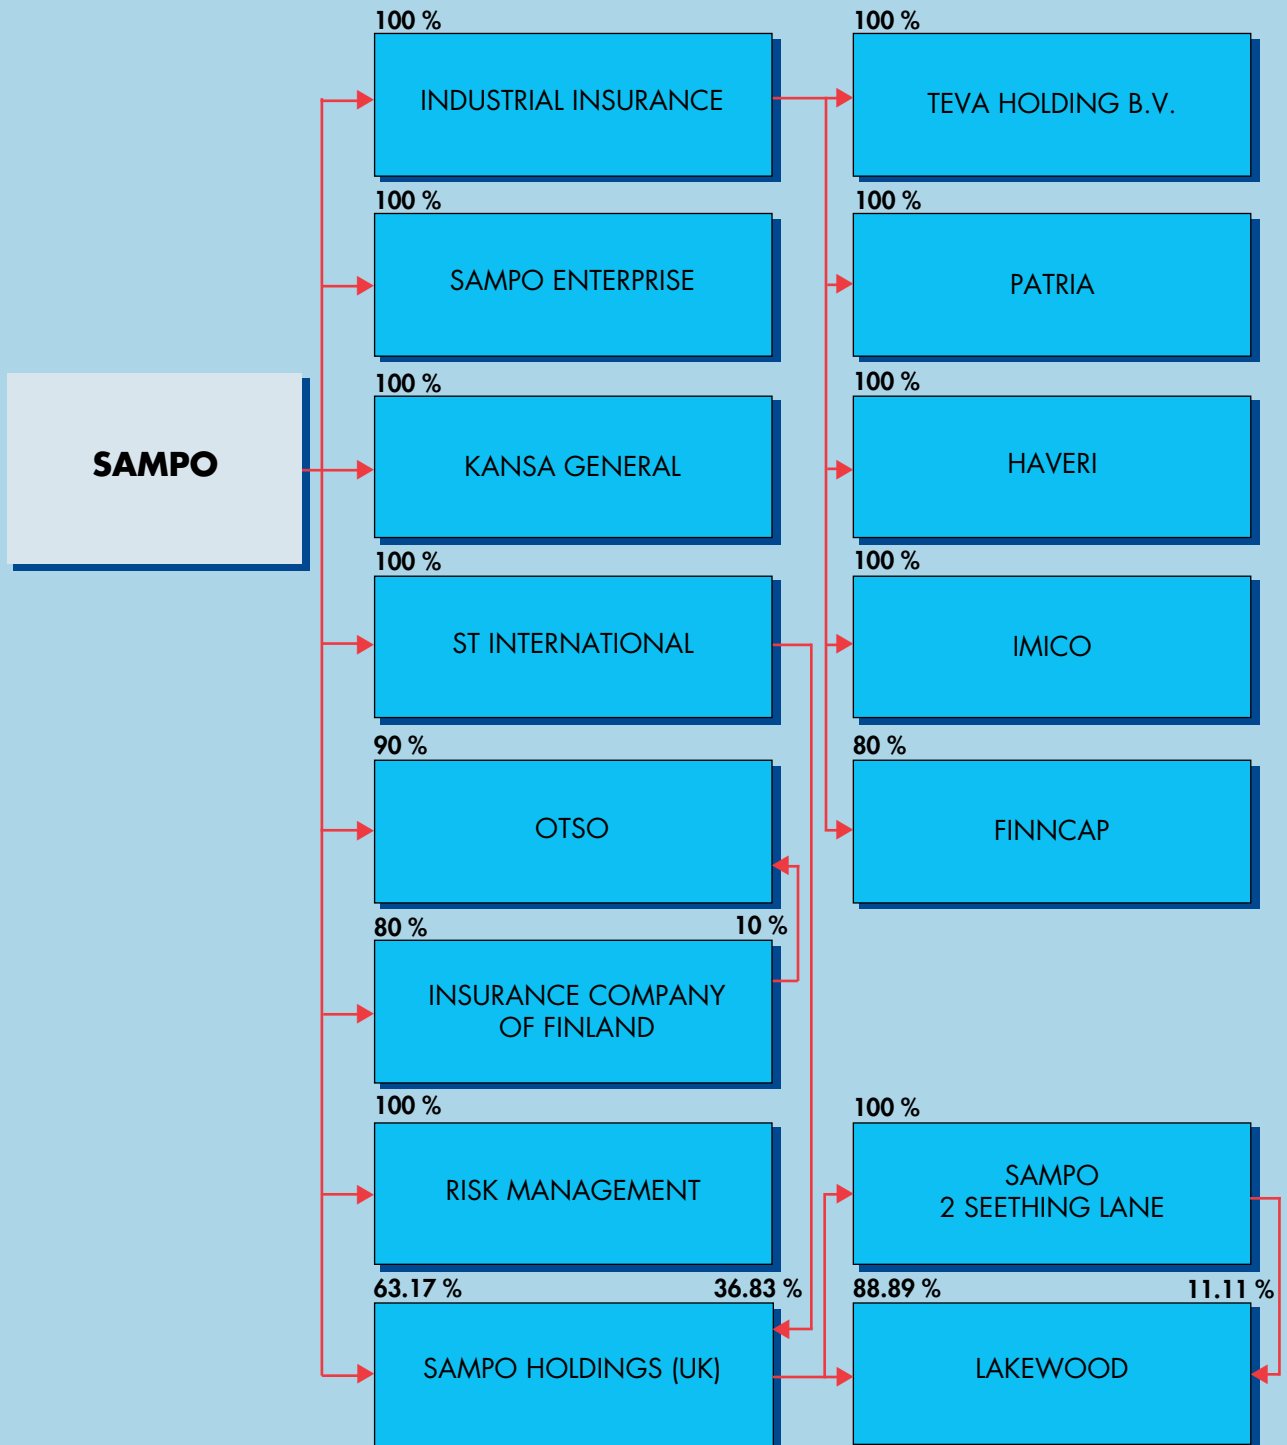 100 %
INDUSTRIAL INSURANCE
100 %
TEVA HOLDING B.V.
100 %
SAMPO ENTERPRISE
100 %
PATRIA
SAMPO
100 %
KANSA GENERAL
100 %
HAVERI
100 %
ST INTERNATIONAL
100 %
IMICO
90 %
OTSO
80 %
FINNCAP
80 %
10 %
INSURANCE COMPANY
OF FINLAND
100 %
RISK MANAGEMENT
100 %
SAMPO
2 SEETHING LANE
63.17 %
36.83 %
SAMPO HOLDINGS (UK)
88.89 %
11.11 %
LAKEWOOD